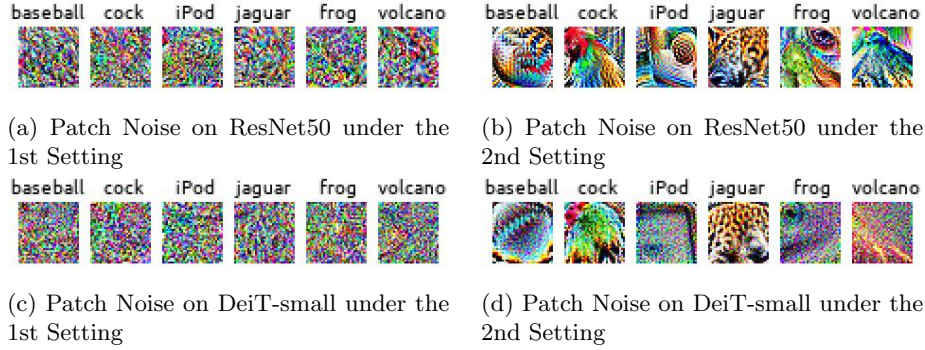 baseball cock iPod jaguar frog volcano
(a) Patch Noise on ResNet50 under the
1st Setting
baseball cock iPod jaguar frog volcano
(b) Patch Noise on ResNet50 under the
2nd Setting
baseball cock iPod jaguar frog volcano
(c) Patch Noise on DeiT-small under the
1st Setting
baseball cock iPod jaguar frog volcano
(d) Patch Noise on DeiT-small under the
2nd Setting